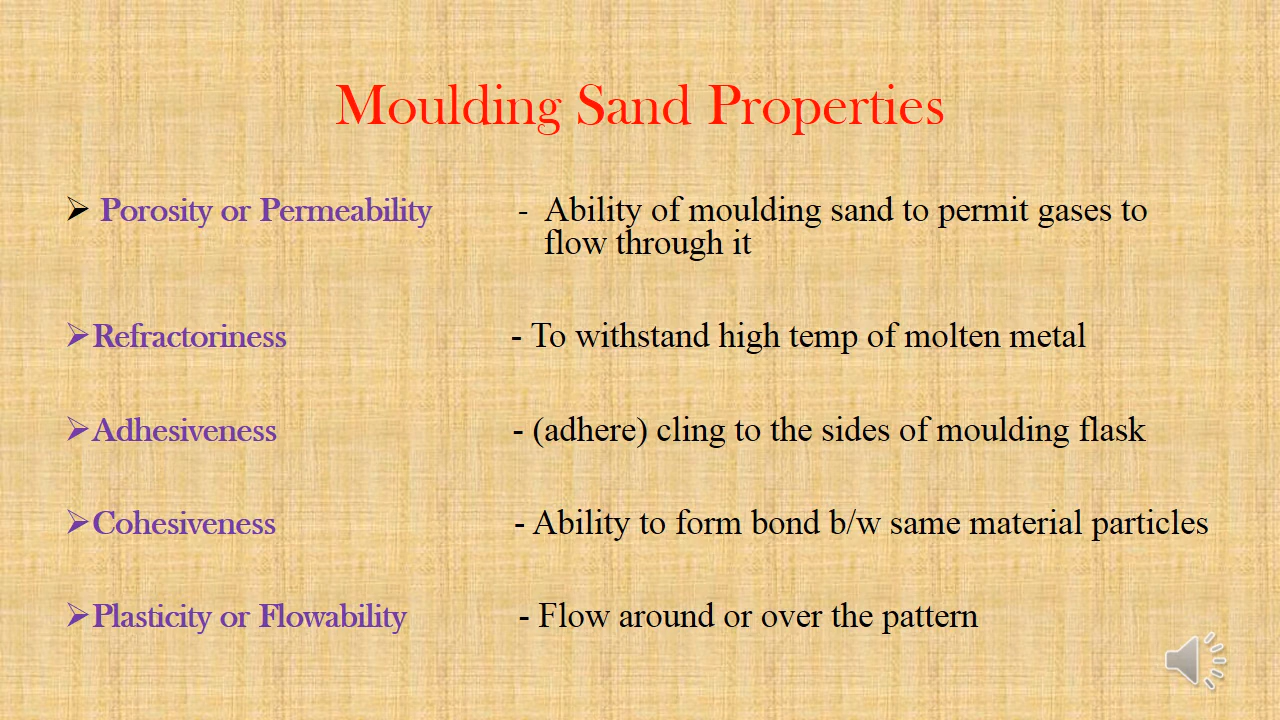 Moulding Sand Properties
➢ Porosity or Permeability - Ability of moulding sand to permit gases to
flow through it
➢Refractoriness - To withstand high temp of molten metal
➢Adhesiveness - (adhere) cling to the sides of moulding flask
➢Cohesiveness - Ability to form bond b/w same material particles
➢Plasticity or Flowability - Flow around or over the pattern